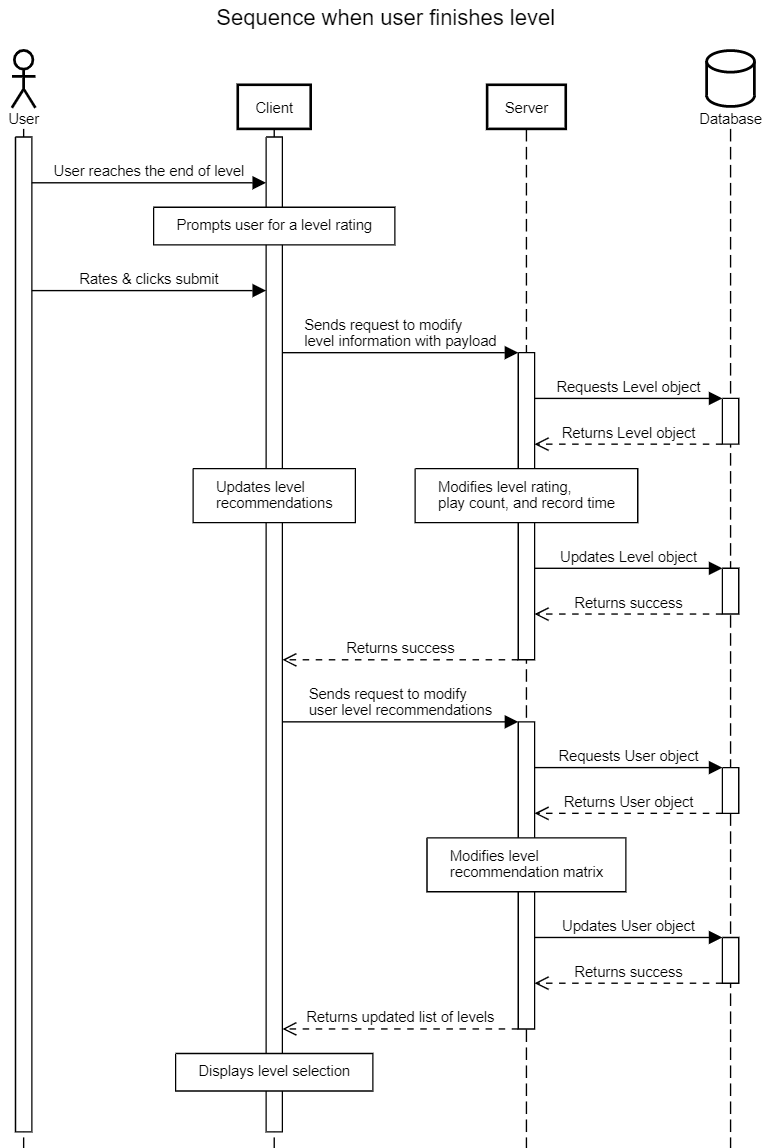 Sequence when user finishes level
User
Client
Server
Database
User reaches the end of level
Prompts user for a level rating
Rates & clicks submit
Sends request to modify
level information with payload
Requests Level object
Returns Level object
Updates level
recommendations
Modifies level rating,
play count, and record time
Updates Level object
Returns success
Returns success
Sends request to modify
user level recommendations
Requests User object
Returns User object
Modifies level
recommendation matrix
Updates User object
Returns success
Returns updated list of levels
Displays level selection